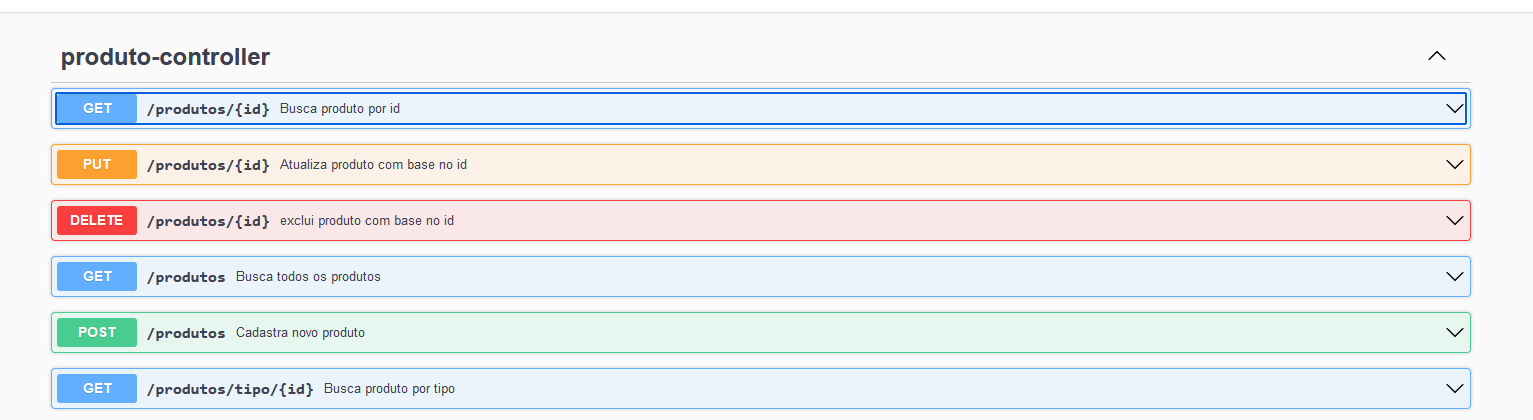 produto-controller
GET /produtos/{id} Busca produto por id
PUT /produtos/{id} Atualiza produto com base no id
DELETE /produtos/{id} exclui produto com base no id
GET /produtos Busca todos os produtos
POST /produtos Cadastra novo produto
GET /produtos/tipo/{id} Busca produto por tipo